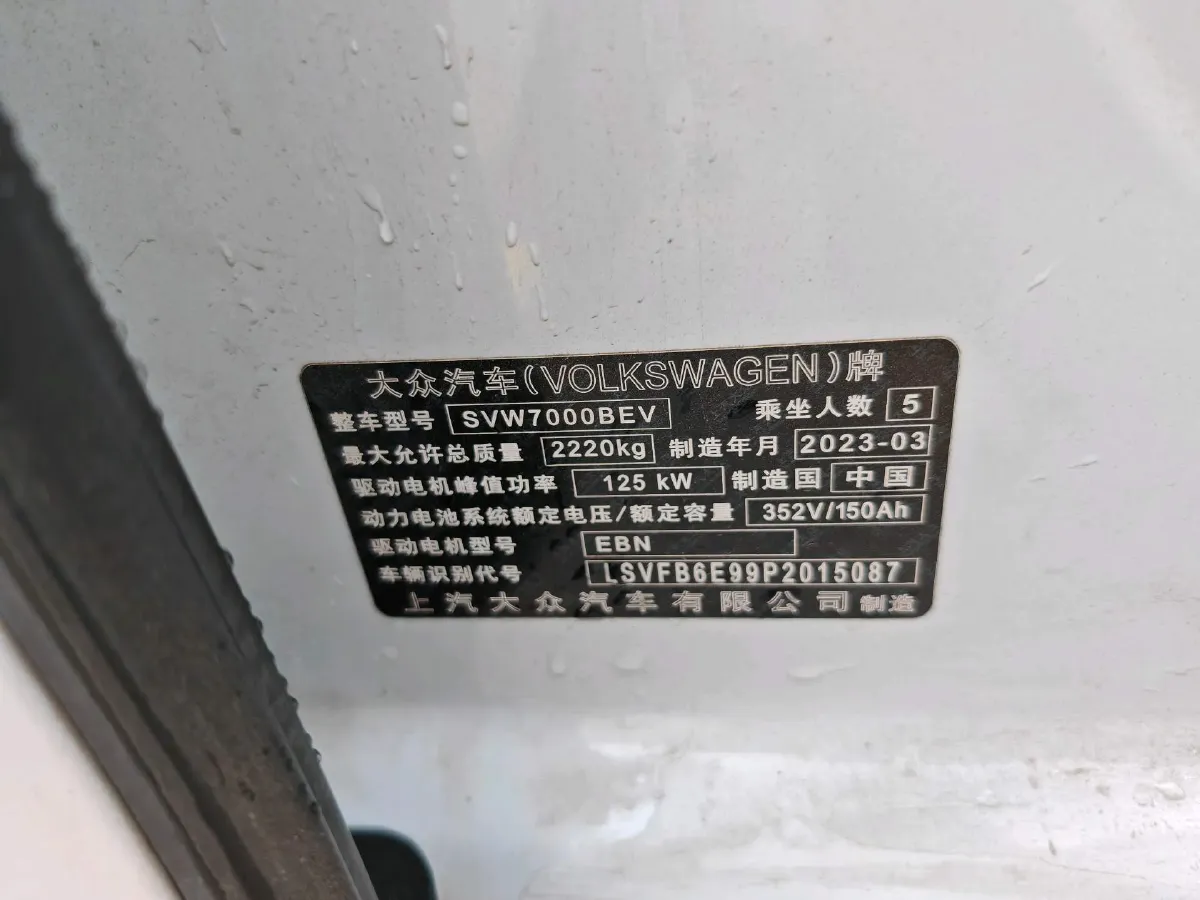 大众汽车(VOLKSWAGEN)牌
整车型号 SVW7000BEV 乘坐人数 5
最大允许总质量 2220kg 制造年月 2023-03
驱动电机峰值功率 125 kW 制造国 中国
动力电池系统额定电压/额定容量 352V/150Ah
驱动电机型号 EBN
车辆识别代号 LSVFB6E99P2015087
上汽大众汽车有限公司 制造